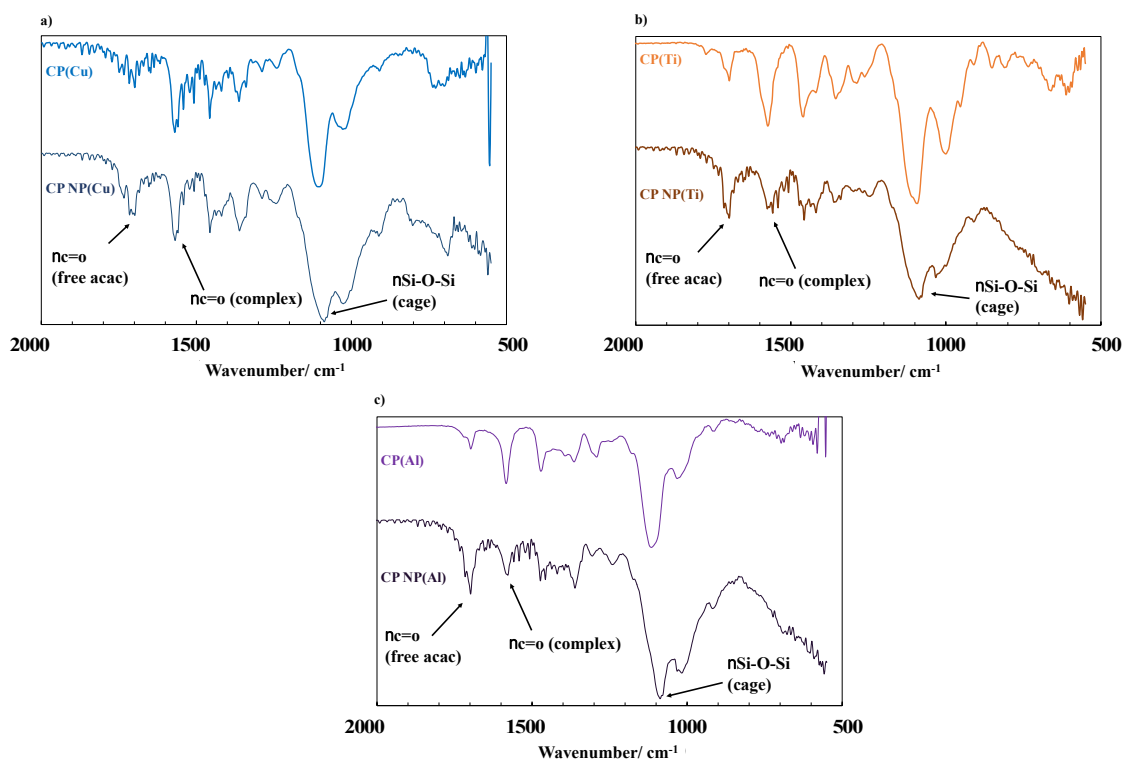 a)
CP(Cu)
CP NP(Cu)
nc=o
(free acac)
nc=o (complex)
nSi-O-Si
(cage)
2000 1500 1000 500
Wavenumber/ cm-1
b)
CP(Ti)
CP NP(Ti)
nc=o
(free acac)
nc=o (complex)
nSi-O-Si
(cage)
2000 1500 1000 500
Wavenumber/ cm-1
c)
CP(Al)
CP NP(Al)
nc=o
(free acac)
nc=o (complex)
nSi-O-Si
(cage)
2000 1500 1000 500
Wavenumber/ cm-1